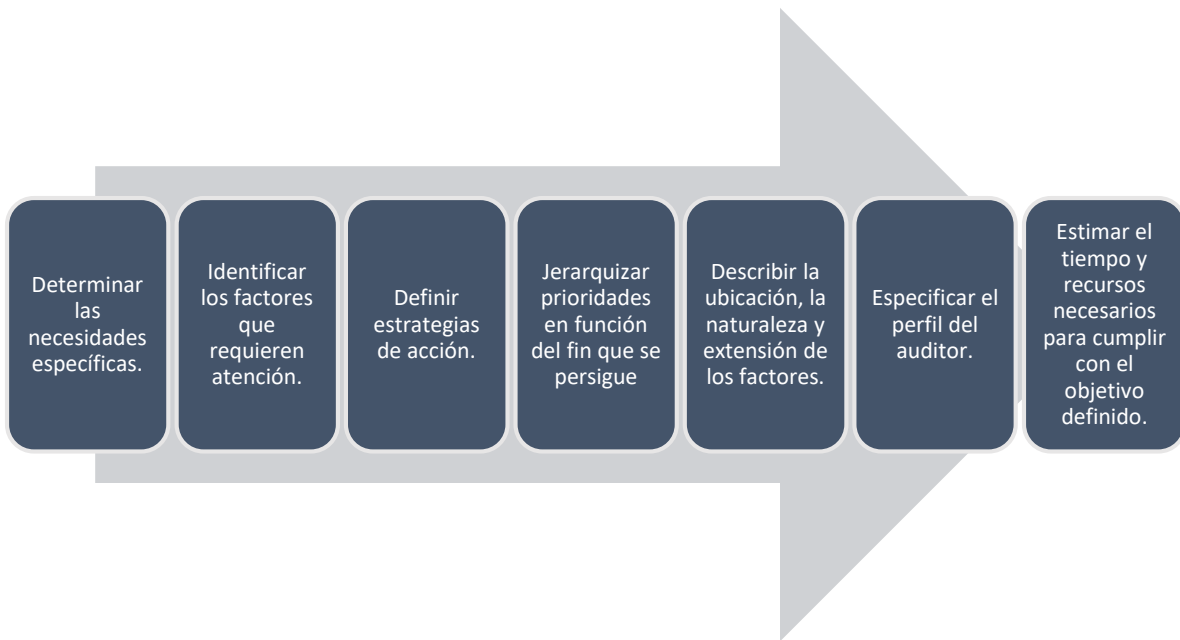 Determinar
las
necesidades
específicas.
Identificar
los factores
que
requieren
atención.
Definir
estrategias
de acción.
Jerarquizar
prioridades
en función
del fin que se
persigue
Describir la
ubicación, la
naturaleza y
extensión de
los factores.
Especificar el
perfil del
auditor.
Estimar el
tiempo y
recursos
necesarios
para cumplir
con el
objetivo
definido.